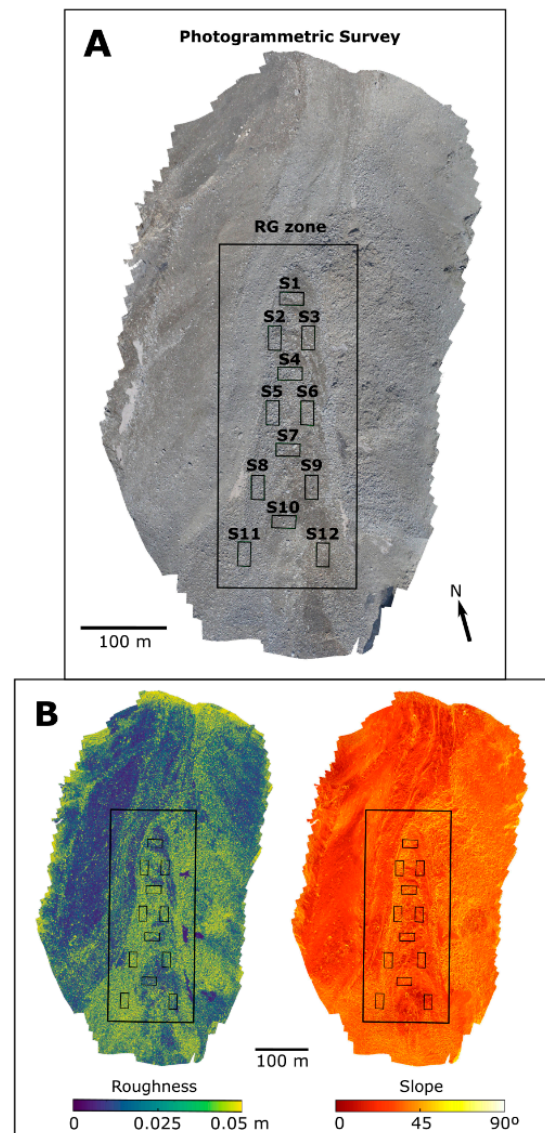 A
Photogrammetric Survey
RG zone
S1
S2 S3
S4
S5 S6
S7
S8 S9
S10
S11 S12
N
100 m
B
100 m
Roughness Slope
0 0.025 0.05 m 0 45 90º